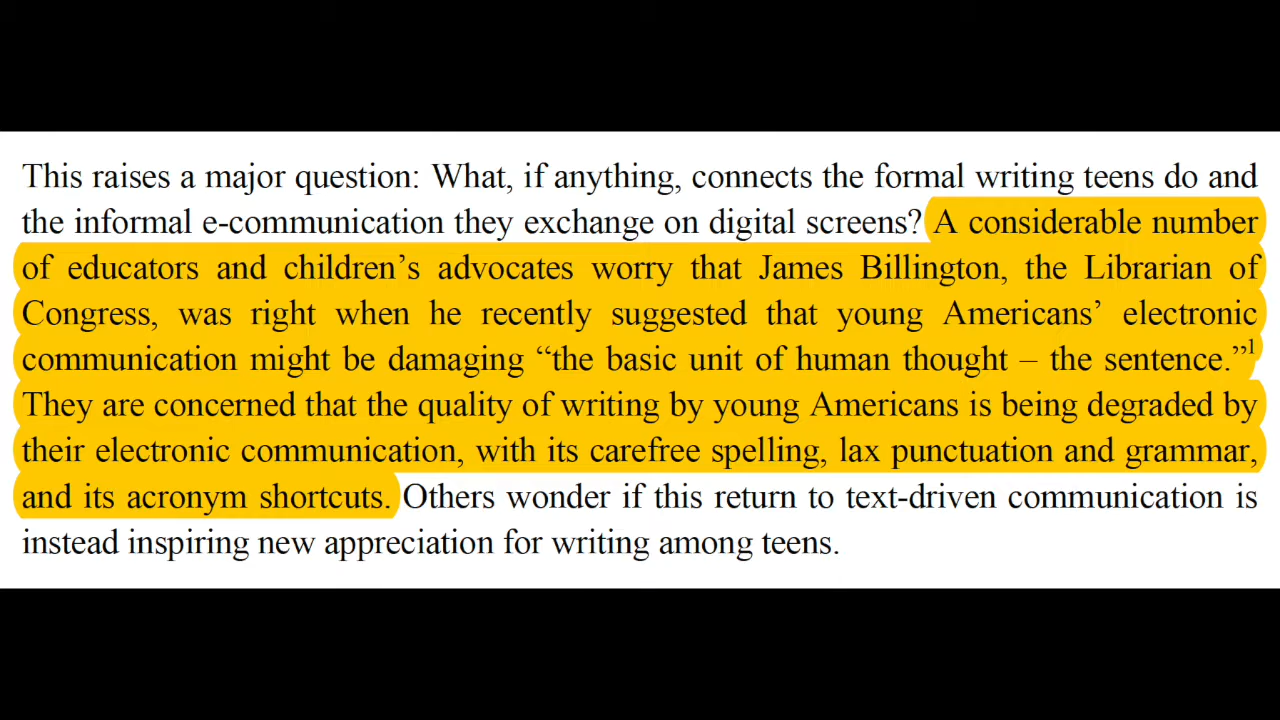 This raises a major question: What, if anything, connects the formal writing teens do and
the informal e-communication they exchange on digital screens? A considerable number
of educators and children’s advocates worry that James Billington, the Librarian of
Congress, was right when he recently suggested that young Americans’ electronic
communication might be damaging “the basic unit of human thought – the sentence.”1
They are concerned that the quality of writing by young Americans is being degraded by
their electronic communication, with its carefree spelling, lax punctuation and grammar,
and its acronym shortcuts. Others wonder if this return to text-driven communication is
instead inspiring new appreciation for writing among teens.